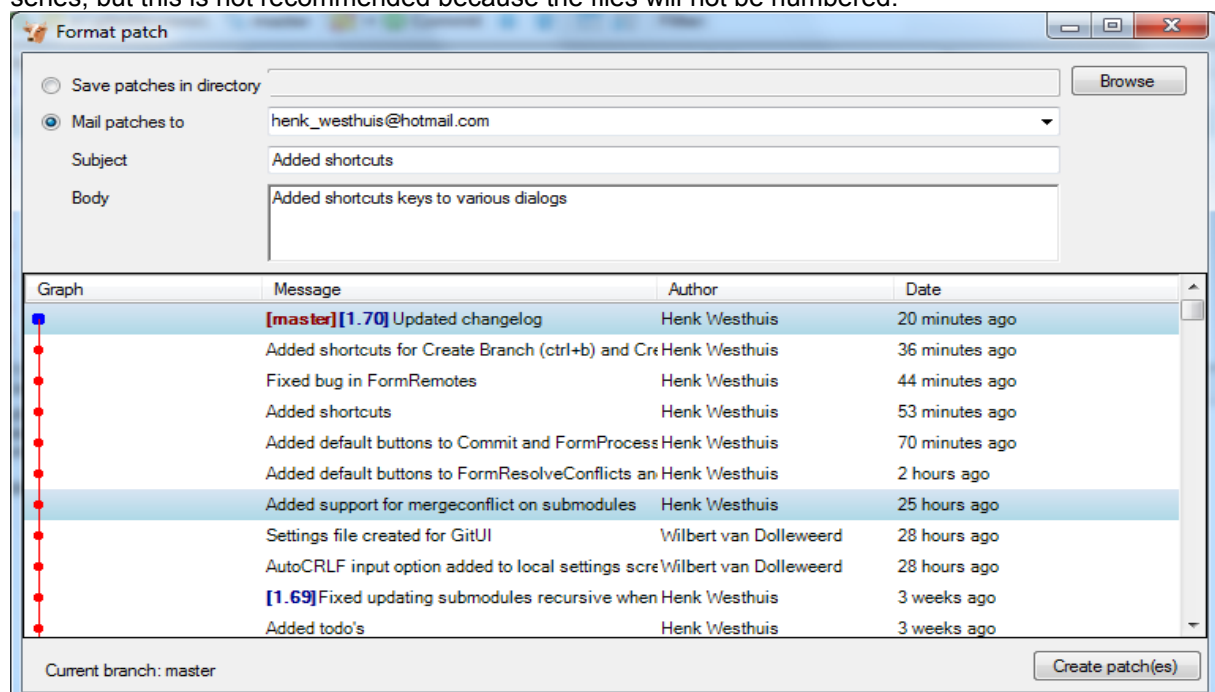 series, but this is not recommended because the files will not be numbered.
Format patch
Save patches in directory
Browse
Mail patches to henk_westhuis@hotmail.com
Subject Added shortcuts
Body Added shortcuts keys to various dialogs
Graph Message Author Date
[master][1.70] Updated changelog Henk Westhuis 20 minutes ago
Added shortcuts for Create Branch (ctrl+b) and Cre Henk Westhuis 36 minutes ago
Fixed bug in FormRemotes Henk Westhuis 44 minutes ago
Added shortcuts Henk Westhuis 53 minutes ago
Added default buttons to Commit and FormProcess Henk Westhuis 70 minutes ago
Added default buttons to FormResolveConflicts an Henk Westhuis 2 hours ago
Added support for mergeconflict on submodules Henk Westhuis 25 hours ago
Settings file created for GitUI Wilbert van Dolleweerd 28 hours ago
AutoCRLF input option added to local settings scre Wilbert van Dolleweerd 28 hours ago
[1.69] Fixed updating submodules recursive when Henk Westhuis 3 weeks ago
Added todo's Henk Westhuis 3 weeks ago
Current branch: master
Create patch(es)